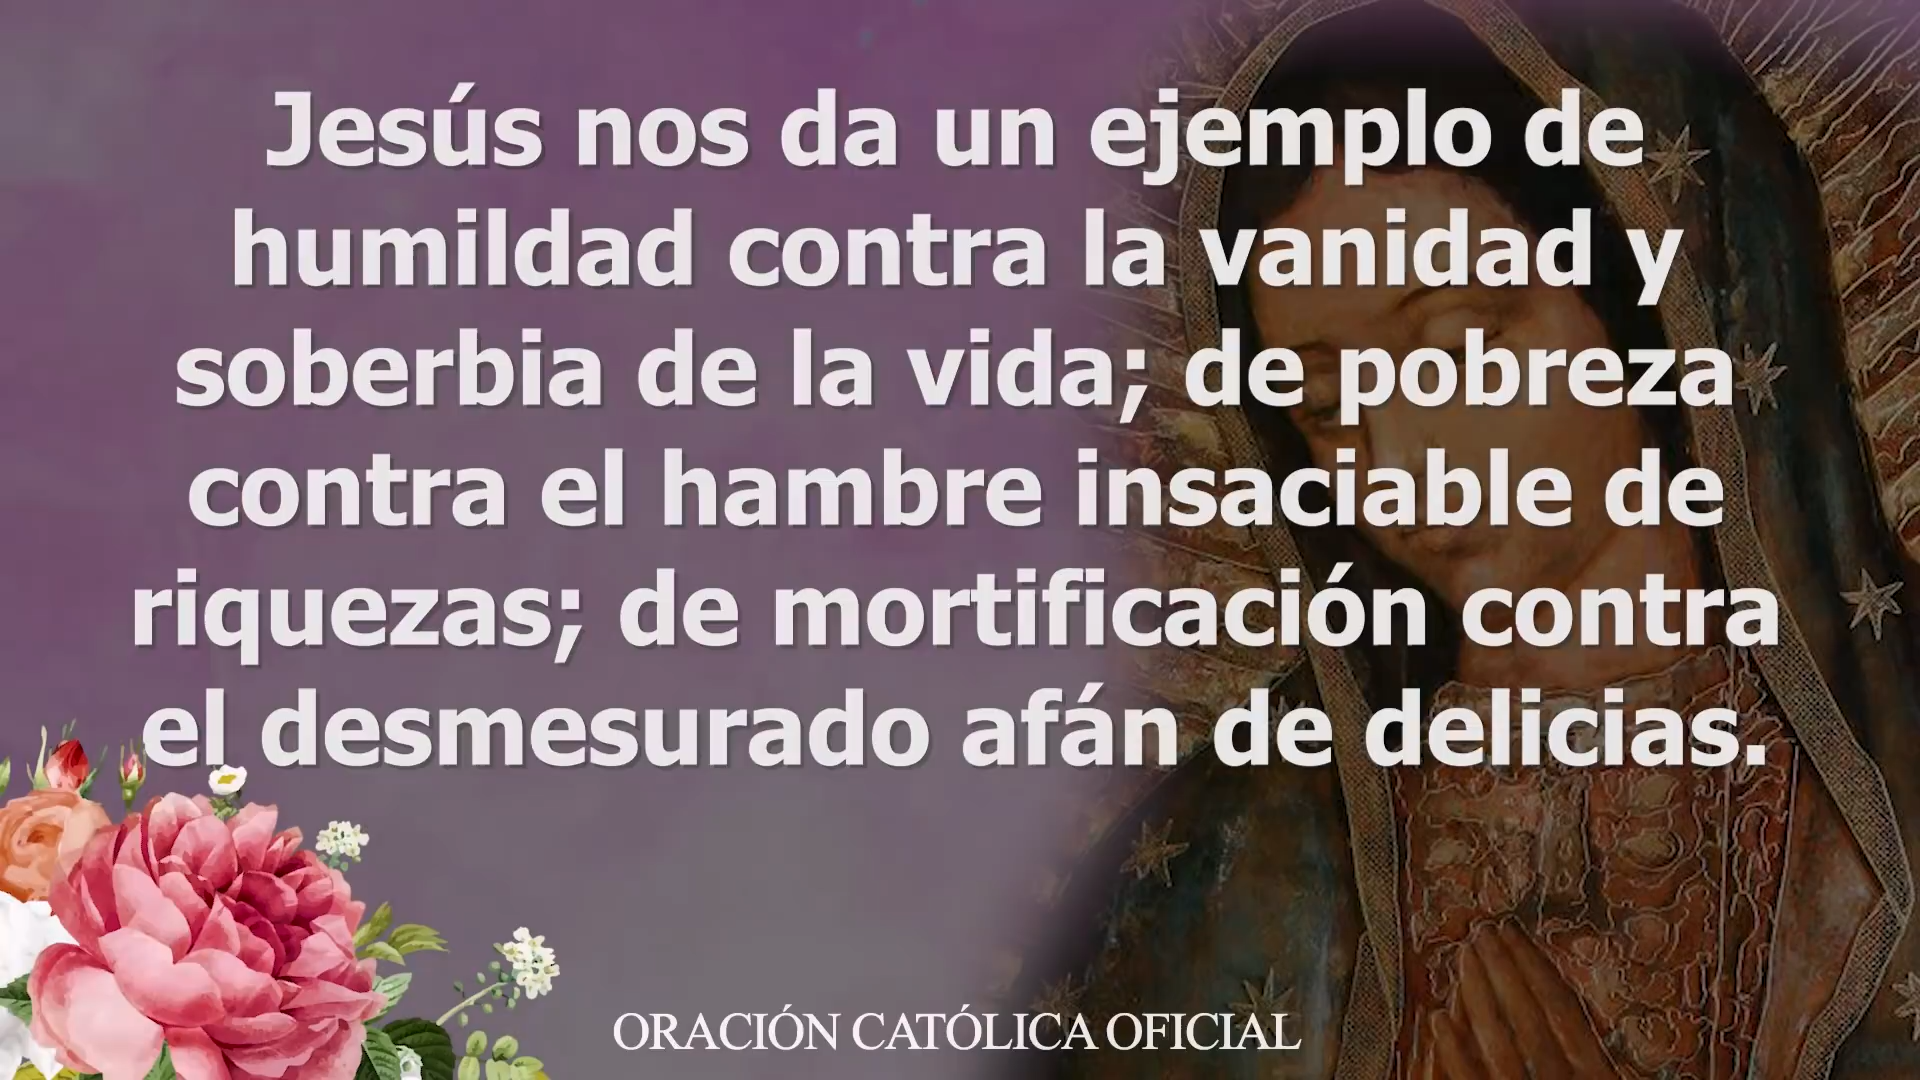 Jesús nos da un ejemplo de
humildad contra la vanidad y
soberbia de la vida; de pobreza
contra el hambre insaciable de
riquezas; de mortificación contra
el desmesurado afán de delicias.
ORACIÓN CATÓLICA OFICIAL